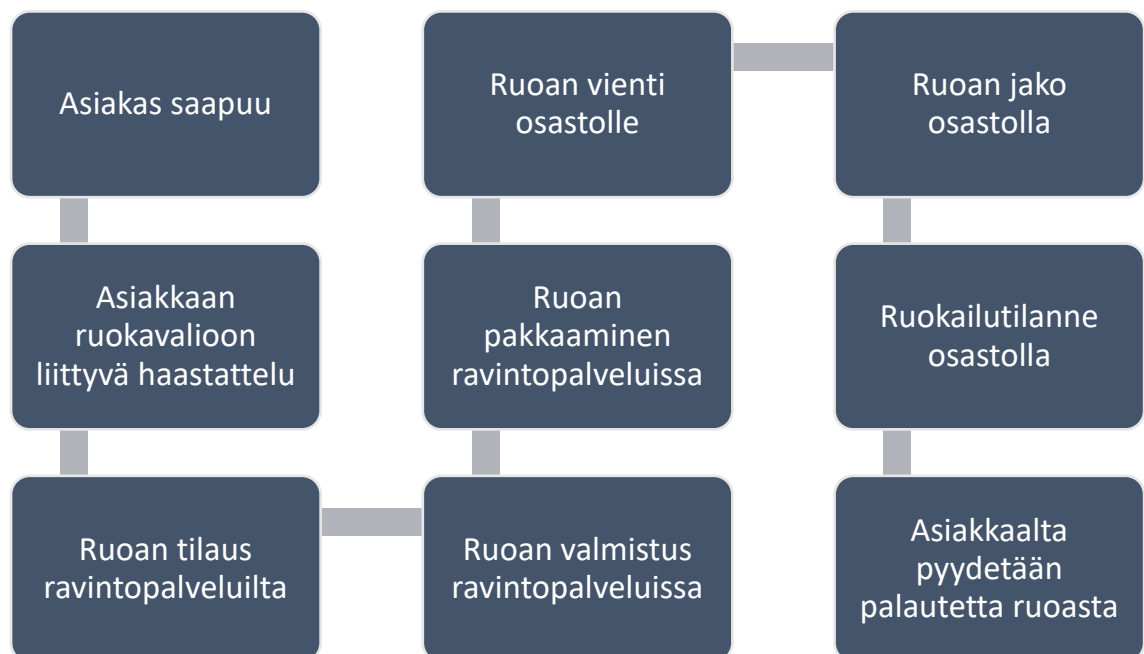 Asiakas saapuu
Asiakkaan
ruokavalioon
liittyvä haastattelu
Ruoan tilaus
ravintopalveluilta
Ruoan valmistus
ravintopalveluissa
Ruoan
pakkaaminen
ravintopalveluissa
Ruoan vienti
osastolle
Ruoan jako
osastolla
Ruokailutilanne
osastolla
Asiakkaalta
pyydetään
palautetta ruoasta